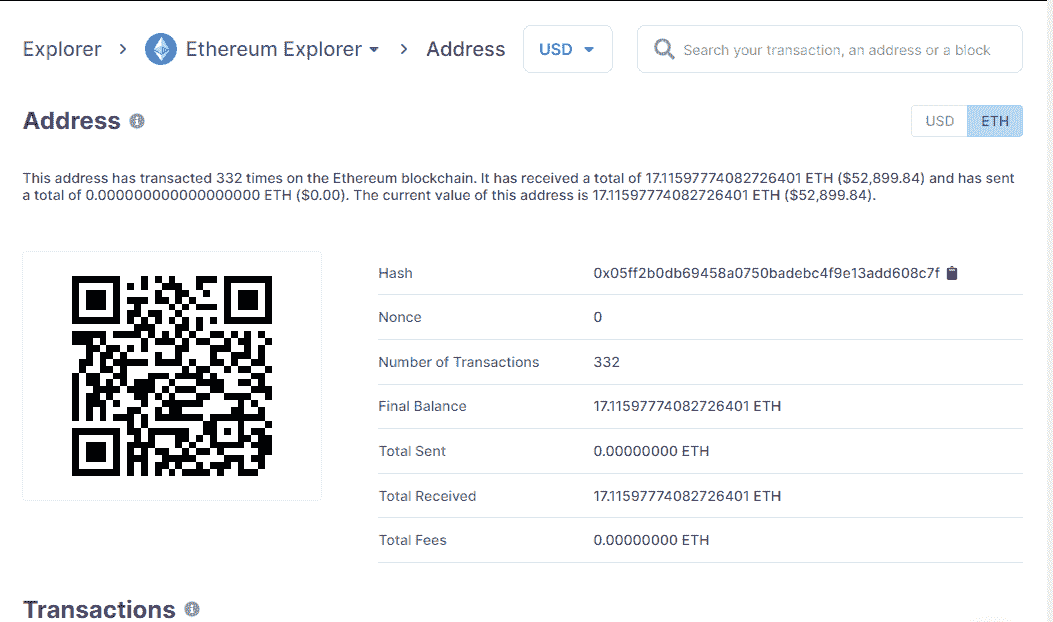 Explorer > Ethereum Explorer > Address USD Search your transaction, an address or a block
Address USD ETH
This address has transacted 332 times on the Ethereum blockchain. It has received a total of 17.11597774082726401 ETH ($52,899.84) and has sent
a total of 0.000000000000000000 ETH ($0.00). The current value of this address is 17.11597774082726401 ETH ($52,899.84).
Hash 0x05ff2b0db69458a0750badebc4f9e13add608c7f
Nonce 0
Number of Transactions 332
Final Balance 17.11597774082726401 ETH
Total Sent 0.00000000 ETH
Total Received 17.11597774082726401 ETH
Total Fees 0.00000000 ETH
Transactions